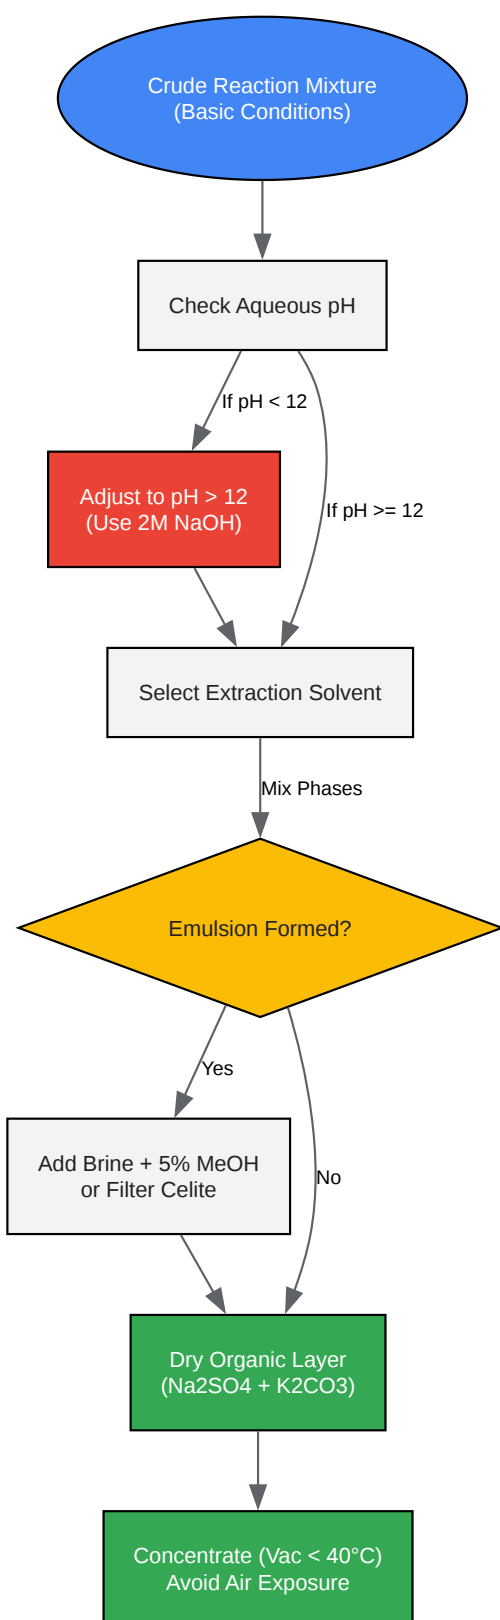 Crude Reaction Mixture
(Basic Conditions)
Check Aqueous pH
If pH < 12
Adjust to pH > 12
(Use 2M NaOH)
If pH >= 12
Select Extraction Solvent
Mix Phases
Emulsion Formed?
Yes
Add Brine + 5% MeOH
or Filter Celite
No
Dry Organic Layer
(Na2SO4 + K2CO3)
Concentrate (Vac < 40°C)
Avoid Air Exposure